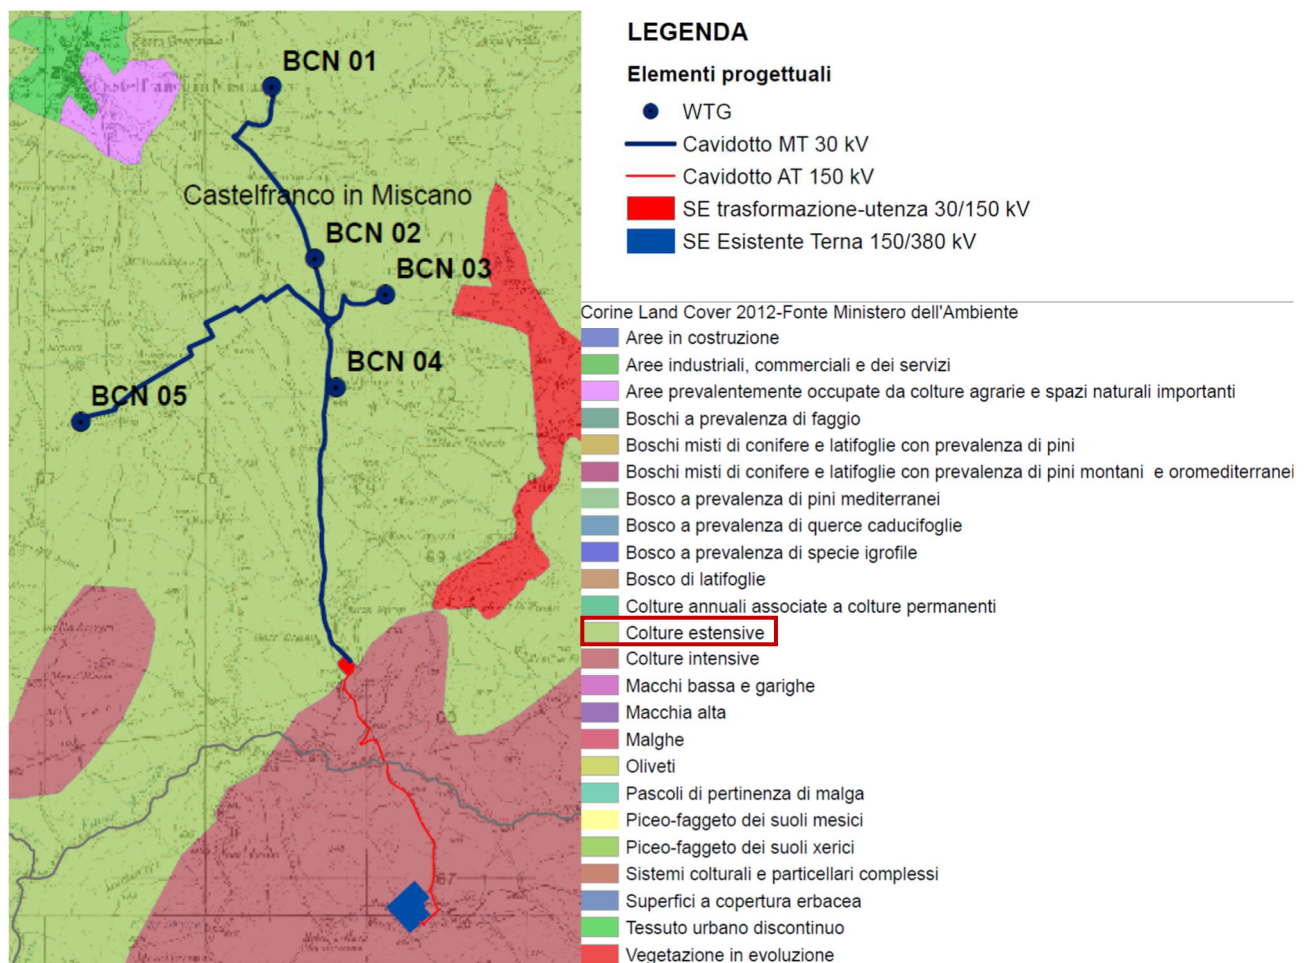 BCN 01
Castelfranco in Miscano
BCN 02
BCN 03
BCN 04
BCN 05
LEGENDA
Elementi progettuali
WTG
Cavidotto MT 30 kV
Cavidotto AT 150 kV
SE trasformazione-utenza 30/150 kV
SE Esistente Terna 150/380 kV
Corine Land Cover 2012-Fonte Ministero dell'Ambiente
Aree in costruzione
Aree industriali, commerciali e dei servizi
Aree prevalentemente occupate da colture agrarie e spazi naturali importanti
Boschi a prevalenza di faggio
Boschi misti di conifere e latifoglie con prevalenza di pini
Boschi misti di conifere e latifoglie con prevalenza di pini montani e oromediterranei
Bosco a prevalenza di pini mediterranei
Bosco a prevalenza di querce caducifoglie
Bosco a prevalenza di specie igrofile
Bosco di latifoglie
Colture annuali associate a colture permanenti
Colture estensive
Colture intensive
Macchi bassa e garighe
Macchia alta
Malghe
Oliveti
Pascoli di pertinenza di malga
Piceo-faggeto dei suoli mesici
Piceo-faggeto dei suoli xerici
Sistemi colturali e particellari complessi
Superfici a copertura erbacea
Tessuto urbano discontinuo
Vegetazione in evoluzione